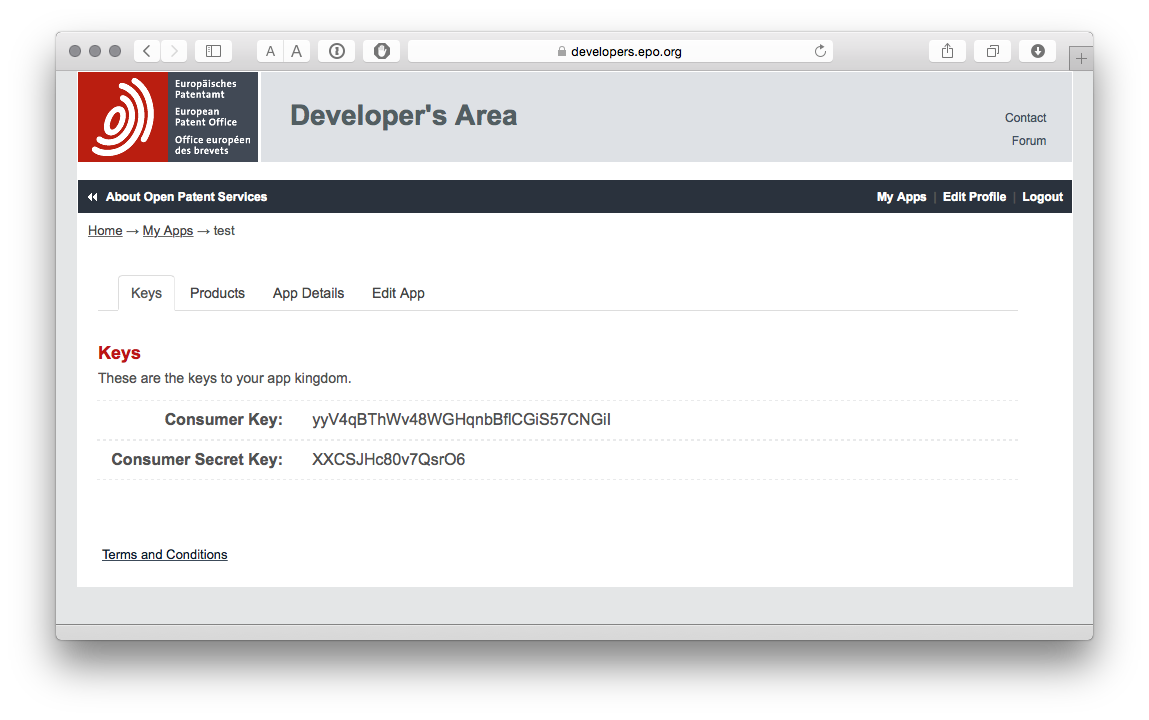 A A
developers.epo.org
Europäisches
Patentamt
European
Patent Office
Office européen
des brevets
Developer's Area
Contact
Forum
About Open Patent Services
My Apps | Edit Profile | Logout
Home → My Apps → test
Keys Products App Details Edit App
Keys
These are the keys to your app kingdom.
Consumer Key:
Consumer Secret Key: XXCSJHc80v7QsrO6
Terms and Conditions